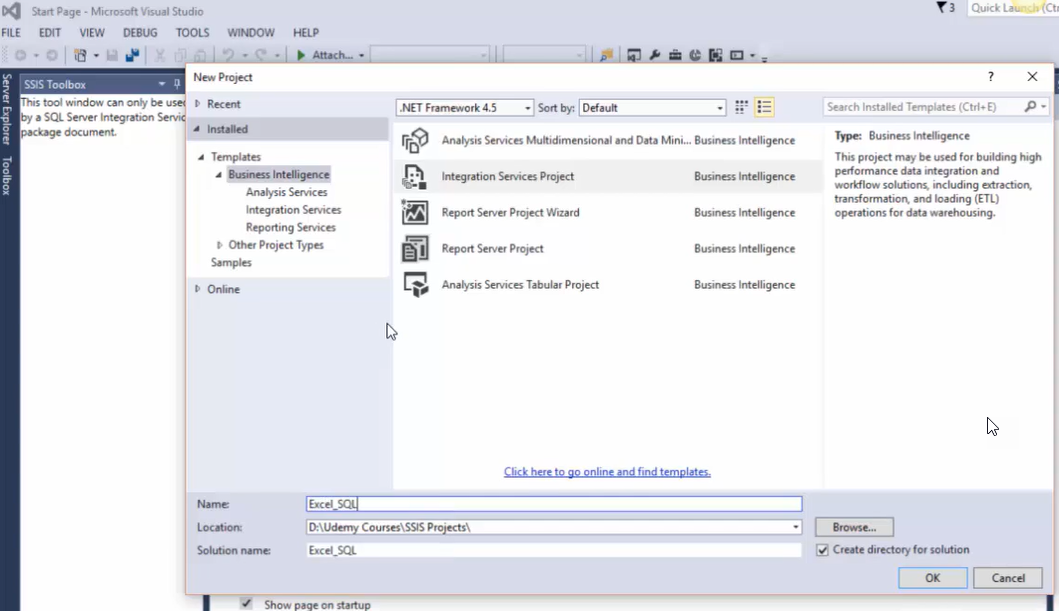 Start Page - Microsoft Visual Studio
3
Quick Launch (Ctr
FILE EDIT VIEW DEBUG TOOLS WINDOW HELP
Attach...
Server Explorer
Toolbox
SSIS Toolbox
This tool window can only be use
by a SQL Server Integration Servic
package document.
New Project
?
Recent
Installed
Templates
Business Intelligence
Analysis Services
Integration Services
Reporting Services
Other Project Types
Samples
Online
.NET Framework 4.5 Sort by: Default
Search Installed Templates (Ctrl+E)
Analysis Services Multidimensional and Data Mini... Business Intelligence
Integration Services Project Business Intelligence
Report Server Project Wizard Business Intelligence
Report Server Project Business Intelligence
Analysis Services Tabular Project Business Intelligence
Type: Business Intelligence
This project may be used for building high
performance data integration and
workflow solutions, including extraction,
transformation, and loading (ETL)
operations for data warehousing.
Click here to go online and find templates.
Name: Excel_SQL
Location: D:\Udemy Courses\SSIS Projects\
Browse...
Solution name: Excel_SQL
Create directory for solution
OK Cancel
Show page on startup